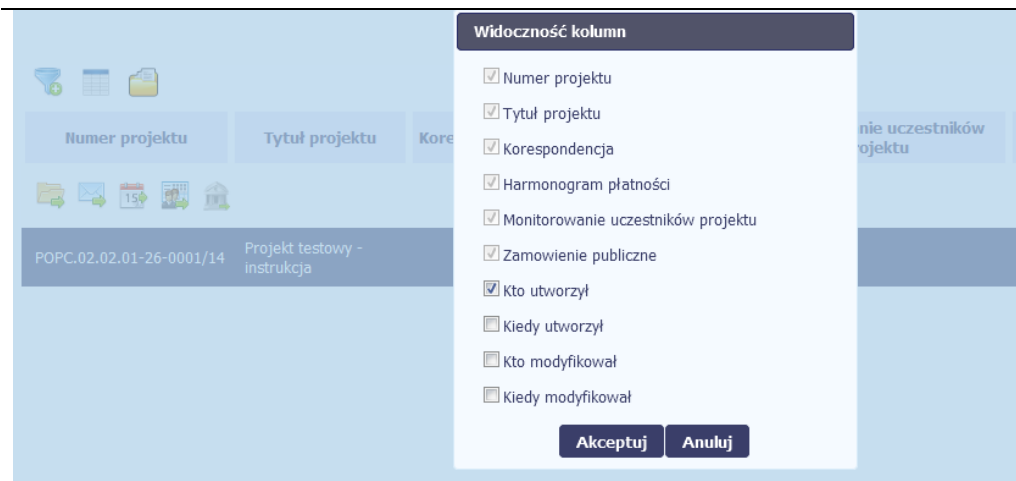 Widoczność kolumn
Numer projektu
Tytuł projektu
Korespondencja
Harmonogram płatności
Monitorowanie uczestników projektu
Zamowienie publiczne
Kto utworzył
Kiedy utworzył
Kto modyfikował
Kiedy modyfikował
Akceptuj Anuluj
Numer projektu Tytuł projektu Kore nie uczestników
ojektu
15
POPC.02.02.01-26-0001/14 Projekt testowy -
instrukcja